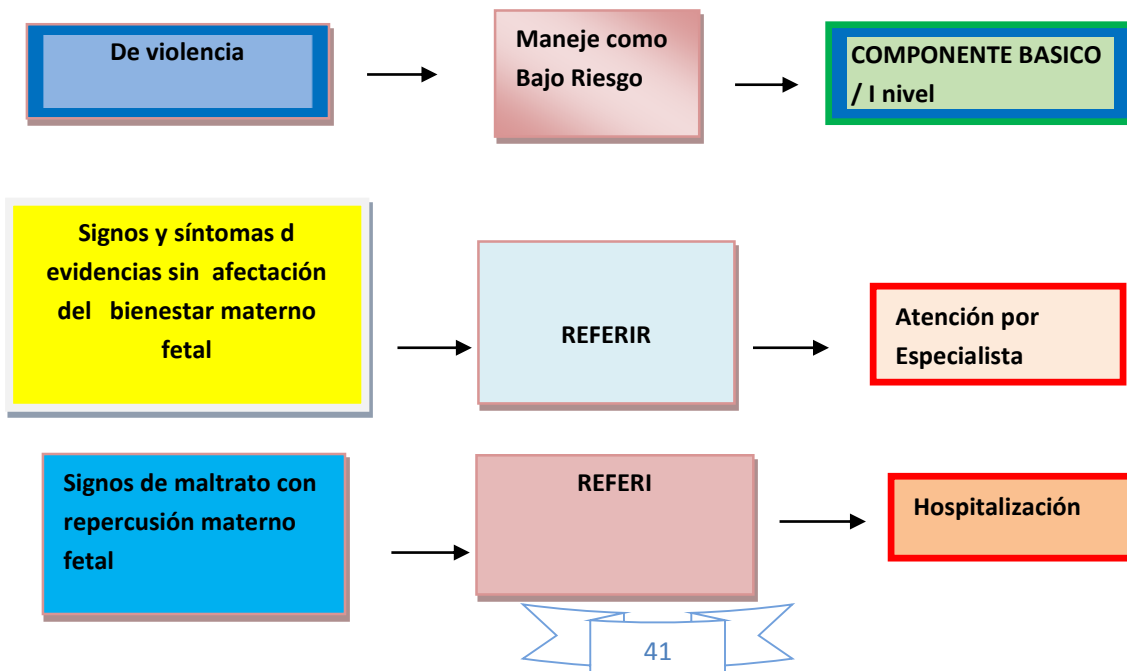 De violencia
Maneje como
Bajo Riesgo
COMPONENTE BASICO
/ I nivel
Signos y síntomas d
evidencias sin afectación
del bienestar materno
fetal
REFERIR
Atención por
Especialista
Signos de maltrato con
repercusión materno
fetal
REFERI
Hospitalización
41